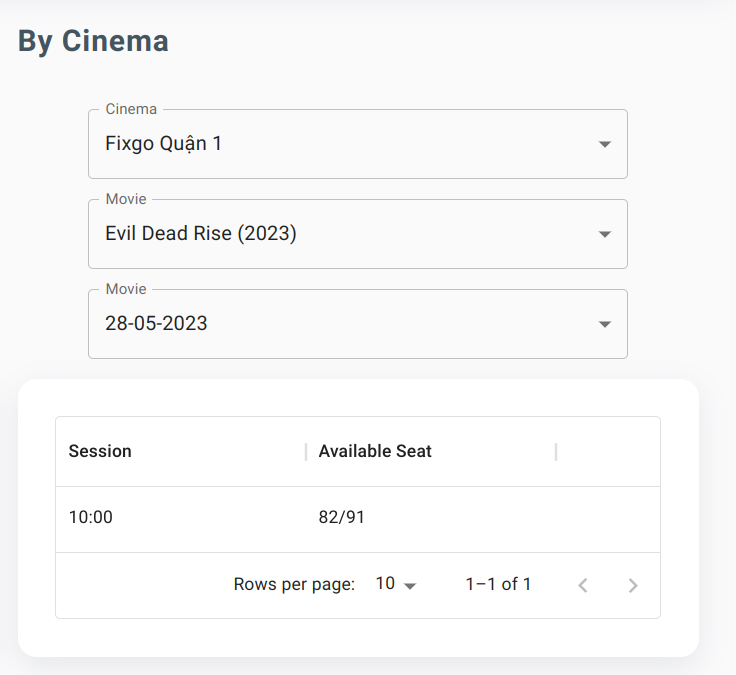 By Cinema
Cinema
Fixgo Quận 1
Movie
Evil Dead Rise (2023)
Movie
28-05-2023
Session Available Seat
10:00 82/91
Rows per page: 10 1–1 of 1